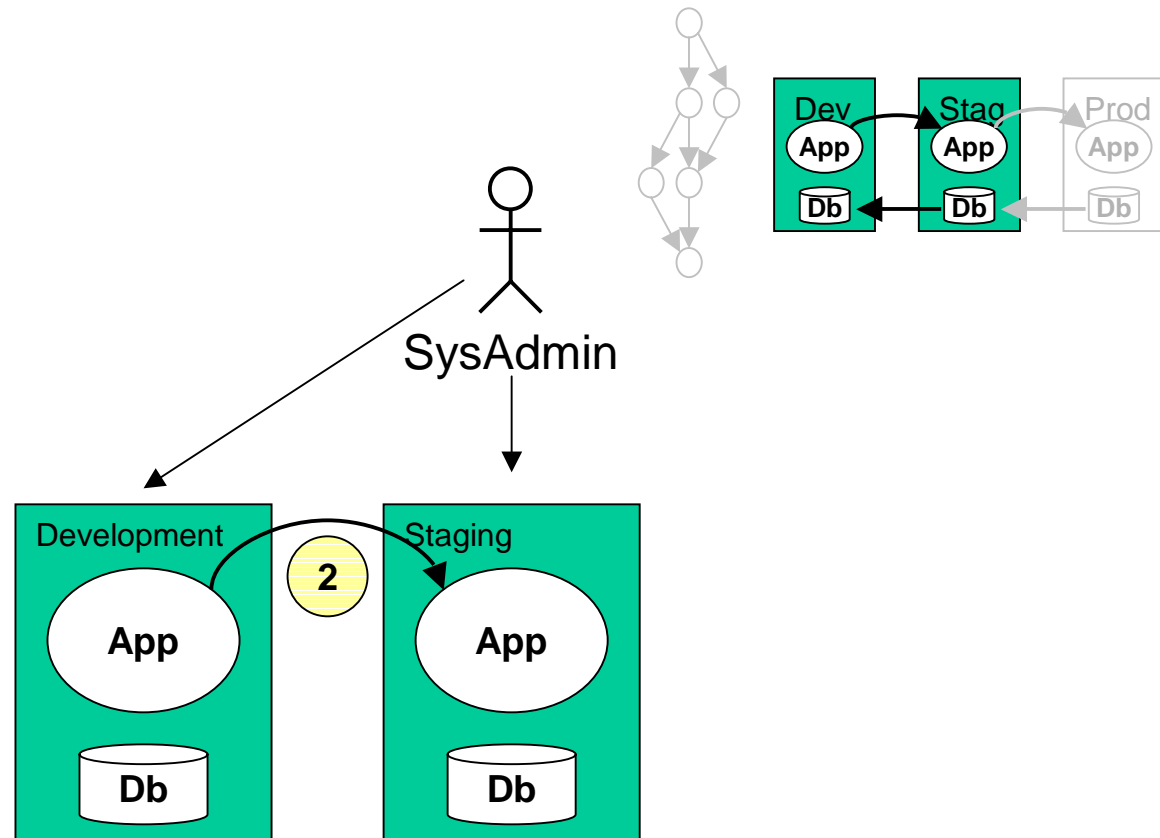 Dev Stag Prod
App App App
Db Db Db
SysAdmin
Development Staging
2
App App
Db Db